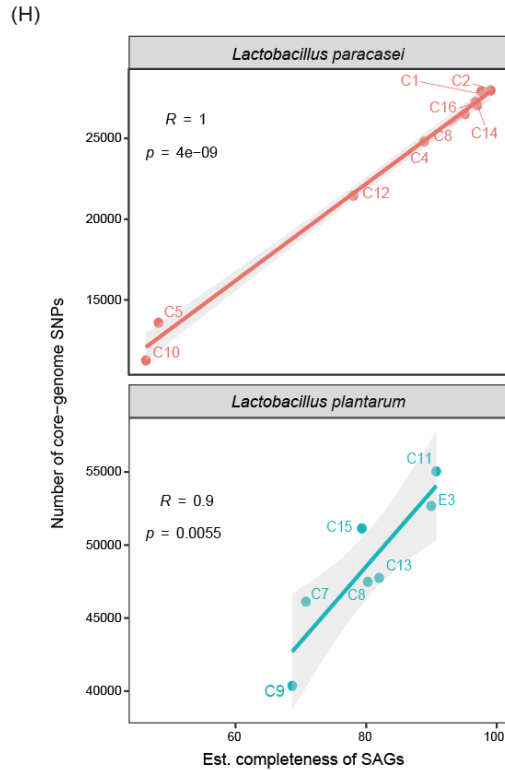 (H)
Lactobacillus paracasei
C1
C2
R = 1
C16
25000
C8
C14
p = 4e−09
C4
20000
C12
15000
C5
C10
Number of core−genome SNPs
Lactobacillus plantarum
55000
C11
R = 0.9
E3
C15
p = 0.0055
50000
C13
C7
C8
45000
C9
40000
60
80
100
Est. completeness of SAGs